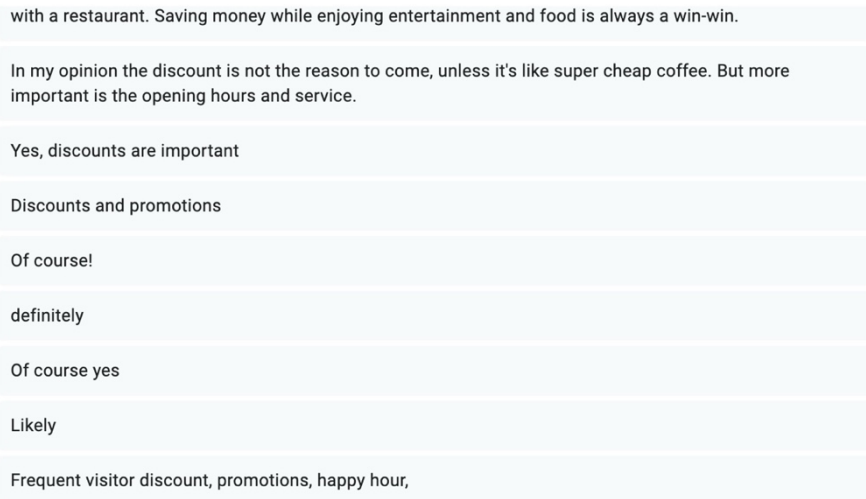 with a restaurant. Saving money while enjoying entertainment and food is always a win-win.
In my opinion the discount is not the reason to come, unless it's like super cheap coffee. But more
important is the opening hours and service.
Yes, discounts are important
Discounts and promotions
Of course!
definitely
Of course yes
Likely
Frequent visitor discount, promotions, happy hour,